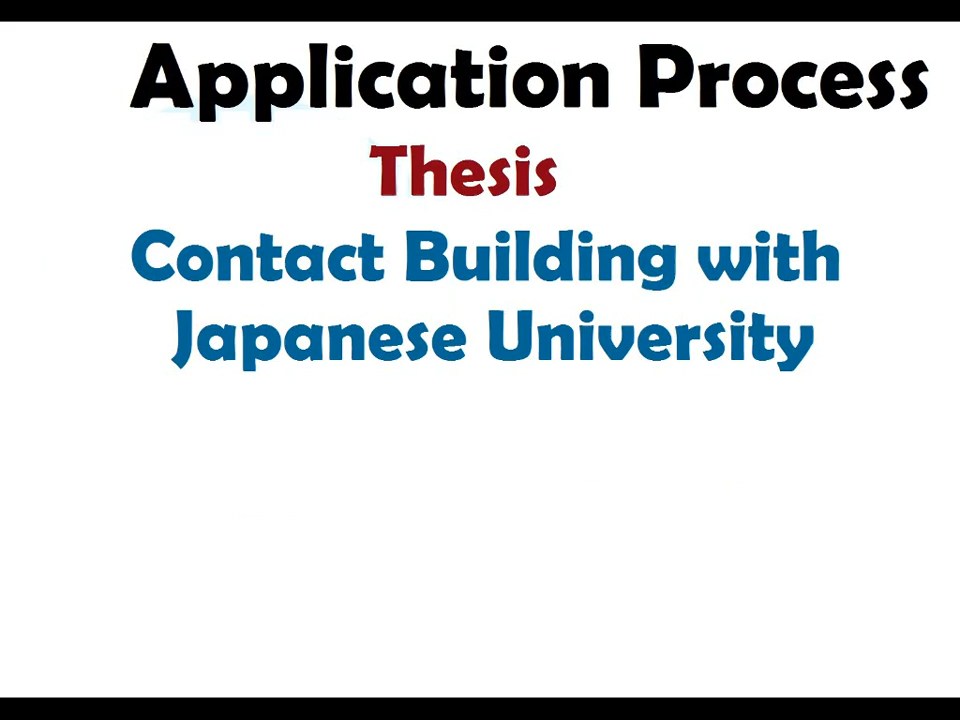 Application Process
Thesis
Contact Building with
Japanese University